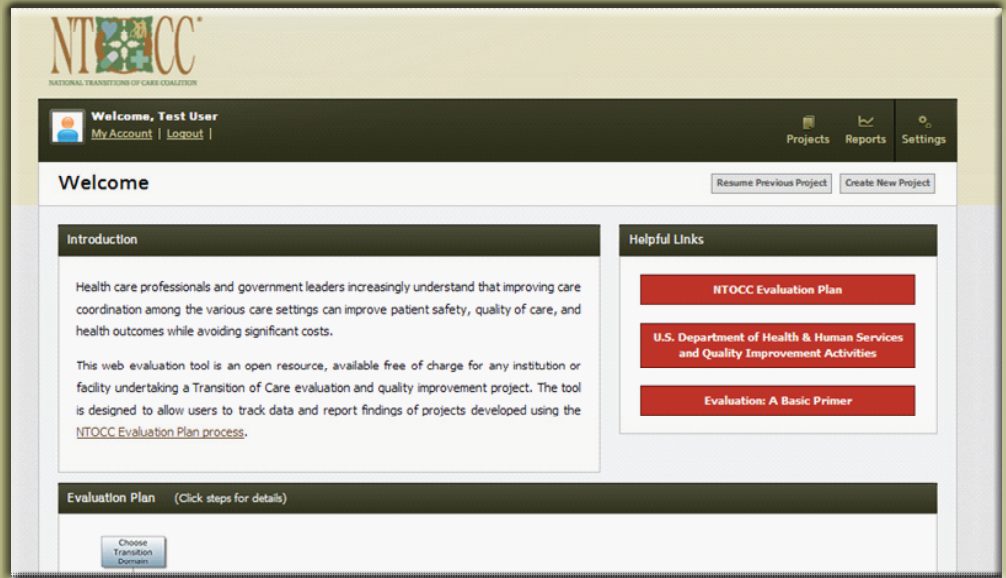 NTOCC
NATIONAL TRANSITIONS OF CARE COALITION
Welcome, Test User
My Account | Logout |
Projects Reports Settings
Welcome
Resume Previous Project Create New Project
Introduction
Health care professionals and government leaders increasingly understand that improving care
coordination among the various care settings can improve patient safety, quality of care, and
health outcomes while avoiding significant costs.
This web evaluation tool is an open resource, available free of charge for any institution or
facility undertaking a Transition of Care evaluation and quality improvement project. The tool
is designed to allow users to track data and report findings of projects developed using the
NTOCC Evaluation Plan process.
Helpful Links
NTOCC Evaluation Plan
U.S. Department of Health & Human Services
and Quality Improvement Activities
Evaluation: A Basic Primer
Evaluation Plan (Click steps for details)
Choose
Transition
Domain